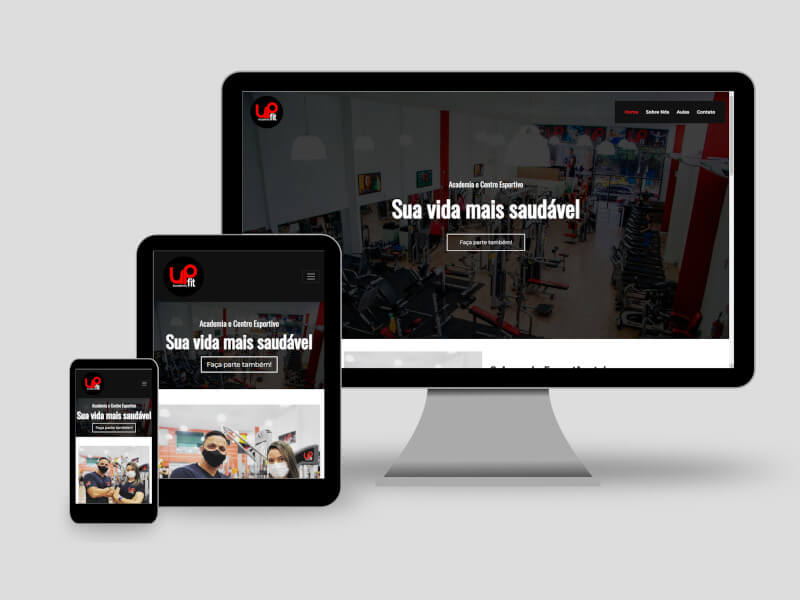 UP
fit
Home Sobre Nós Aulas Contato
Academia e Centro Esportivo
Sua vida mais saudável
Faça parte também!
UP
fit
Academia e Centro Esportivo
Sua vida mais saudável
Faça parte também!
UP
fit
Academia e Centro Esportivo
Sua vida mais saudável
Faça parte também!